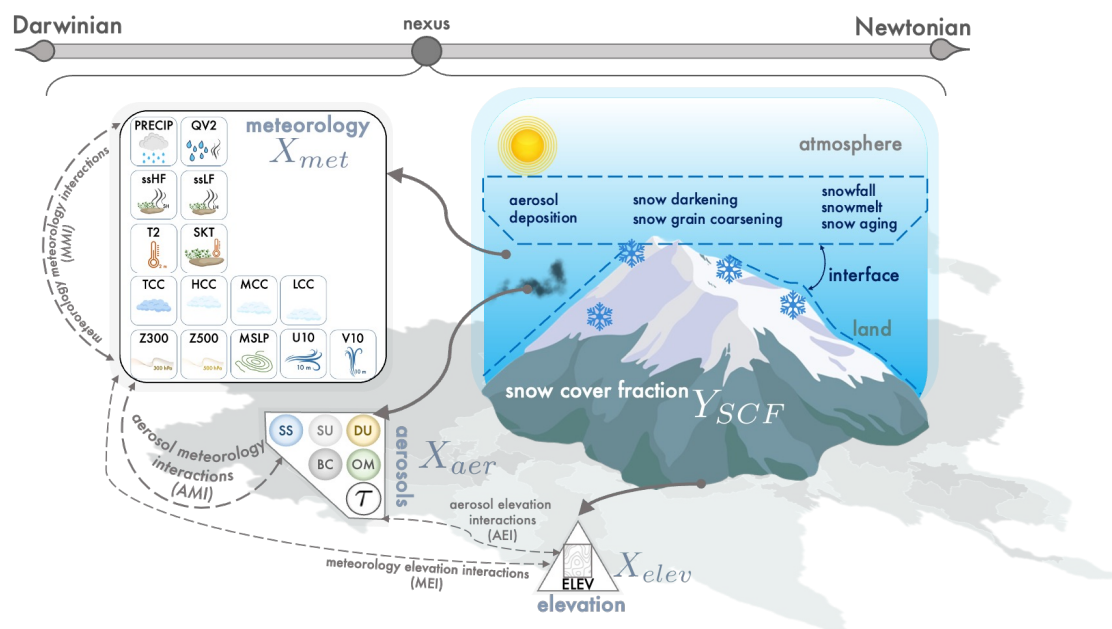 Darwinian
nexus
Newtonian
PRECIP
QV2
meteorology
X_met
ssHF
SH
ssLF
LH
T2
2 m
SKT
TCC
HCC
MCC
LCC
Z300
300 hPa
Z500
500 hPa
MSLP
U10
10 m
V10
10 m
meteorology meteorology interactions
(MMI)
atmosphere
aerosol
deposition
snow darkening
snow grain coarsening
snowfall
snowmelt
snow aging
interface
land
snow cover fraction Y_SCF
aerosol meteorology
interactions
(AMI)
SS
SU
DU
BC
OM
τ
aerosols
X_aer
aerosol elevation
interactions
(AEI)
meteorology elevation interactions
(MEI)
ELEV
X_elev
elevation